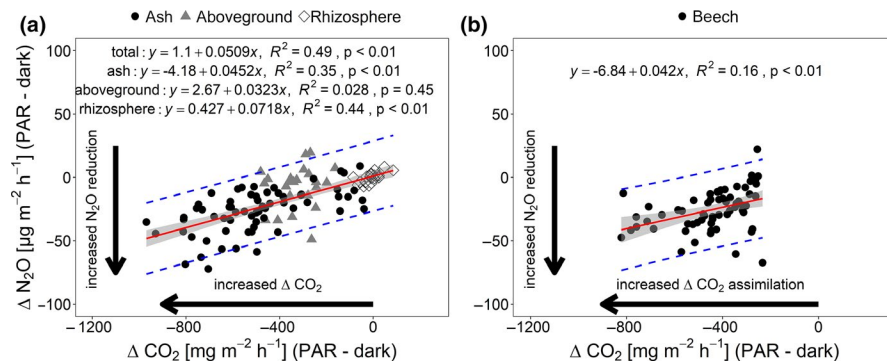 (a) ● Ash ▲ Aboveground ◇ Rhizosphere
total : y = 1.1 + 0.0509x, R² = 0.49 , p < 0.01
ash : y = -4.18 + 0.0452x, R² = 0.35 , p < 0.01
aboveground : y = 2.67 + 0.0323x, R² = 0.028 , p = 0.45
rhizosphere : y = 0.427 + 0.0718x, R² = 0.44 , p < 0.01
100
50
0
−50
−100
Δ N₂O [µg m⁻² h⁻¹] (PAR - dark)
increased N₂O reduction
increased Δ CO₂
−1200 −800 −400 0
Δ CO₂ [mg m⁻² h⁻¹] (PAR - dark)
(b) ● Beech
y = -6.84 + 0.042x, R² = 0.16 , p < 0.01
100
50
0
−50
−100
increased N₂O reduction
increased Δ CO₂ assimilation
−1200 −800 −400 0
Δ CO₂ [mg m⁻² h⁻¹] (PAR - dark)